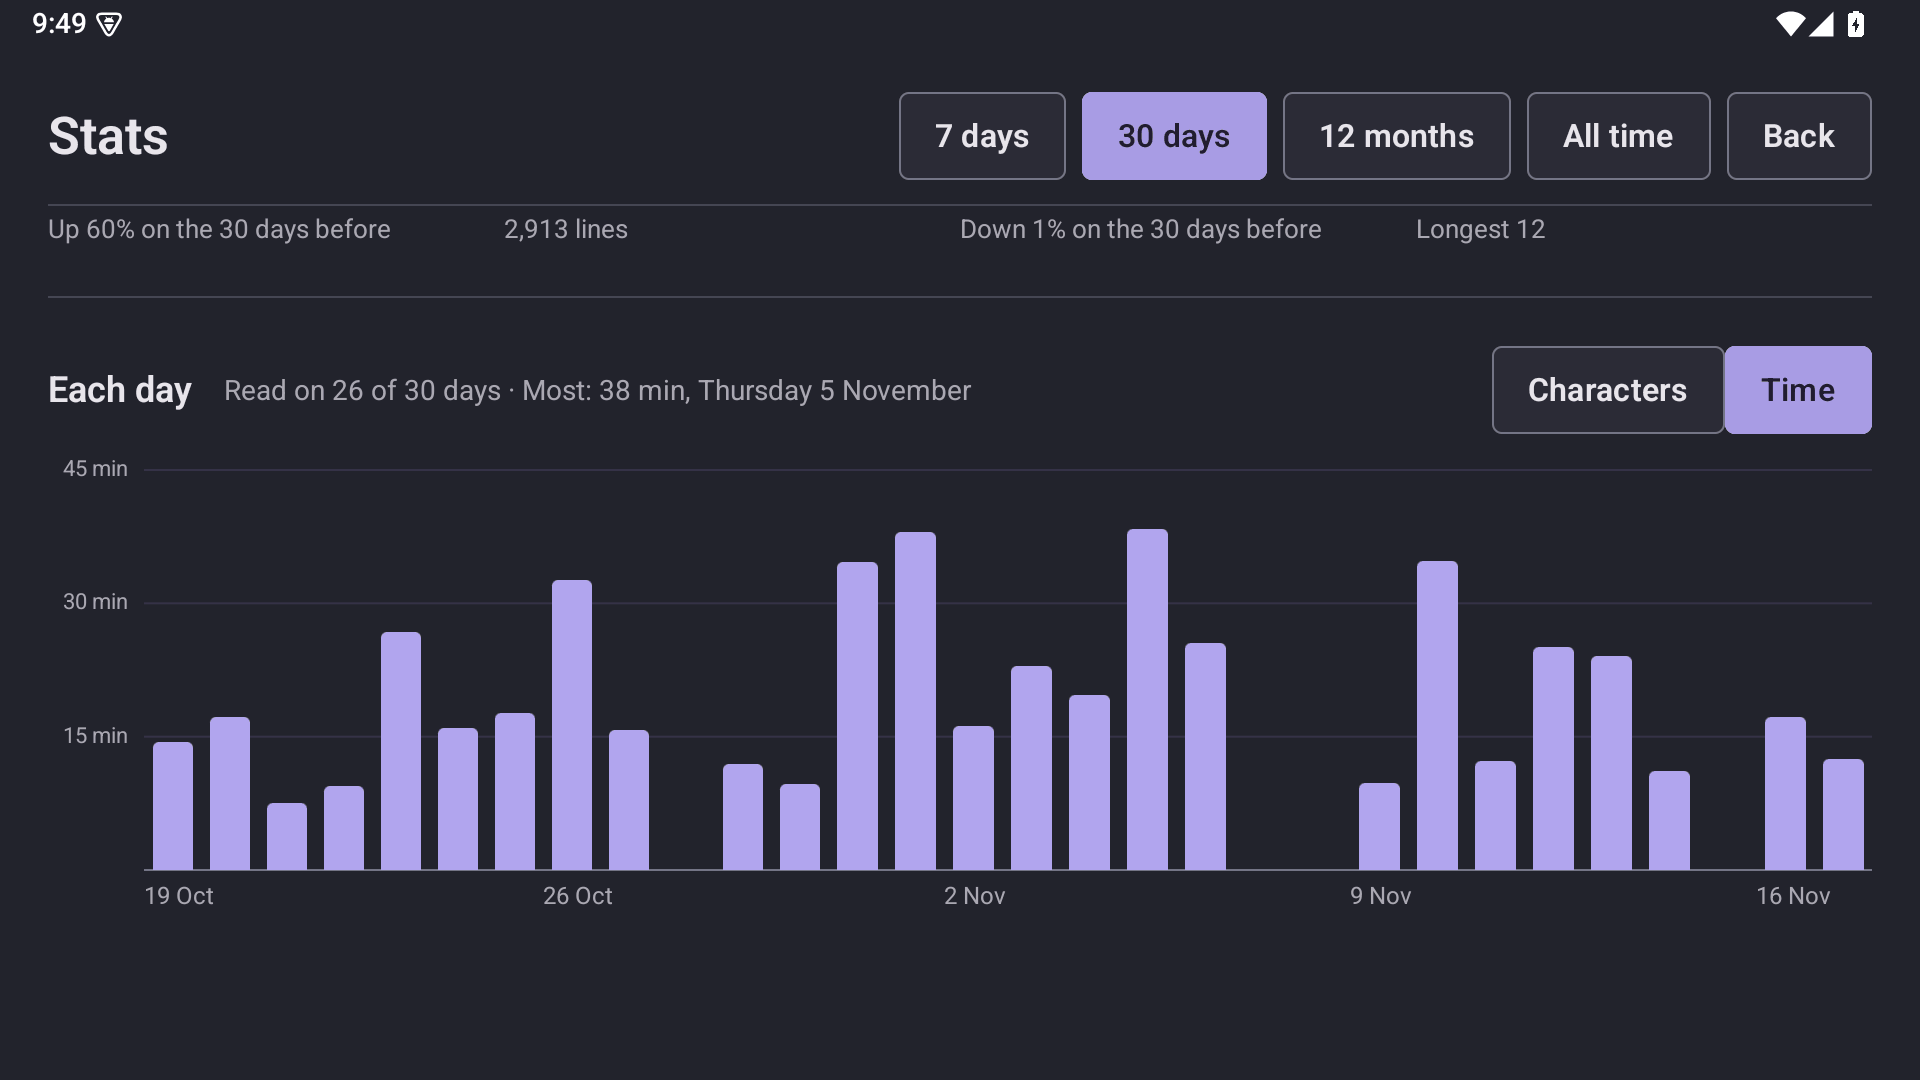 9:49
Stats
7 days
30 days
12 months
All time
Back
Up 60% on the 30 days before
2,913 lines
Down 1% on the 30 days before
Longest 12
Each day
Read on 26 of 30 days · Most: 38 min, Thursday 5 November
Characters
Time
45 min
30 min
15 min
19 Oct
26 Oct
2 Nov
9 Nov
16 Nov